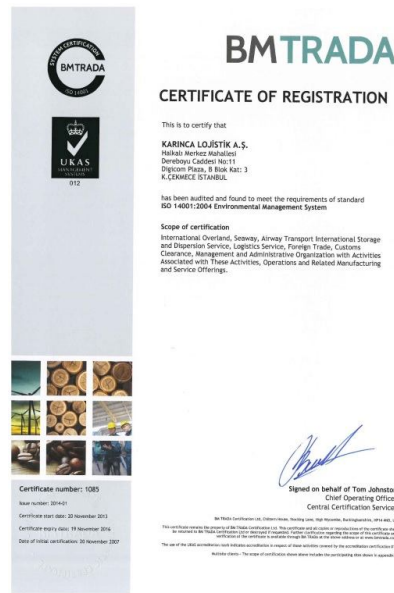 SYSTEM CERTIFICATION
BMTRADA
ISO 14001
UKAS
MANAGEMENT
SYSTEMS
012
BMTRADA
CERTIFICATE OF REGISTRATION
This is to certify that
KARINCA LOJİSTİK A.Ş.
Halkalı Merkez Mahallesi
Dereboyu Caddesi No:11
Digicom Plaza, B Blok Kat: 3
K.ÇEKMECE İSTANBUL
has been audited and found to meet the requirements of standard
ISO 14001:2004 Environmental Management System
Scope of certification
International Overland, Seaway, Airway Transport International Storage
and Dispersion Service, Logistics Service, Foreign Trade, Customs
Clearance, Management and Administrative Organization with Activities
Associated with These Activities, Operations and Related Manufacturing
and Service Offerings.
Signed on behalf of Tom Johnsto
Chief Operating Office
Central Certification Service
Certificate number: 1085
Issue number: 2014-01
Certificate start date: 20 November 2013
Certificate expiry date: 19 November 2016
Date of initial certification: 20 November 2007